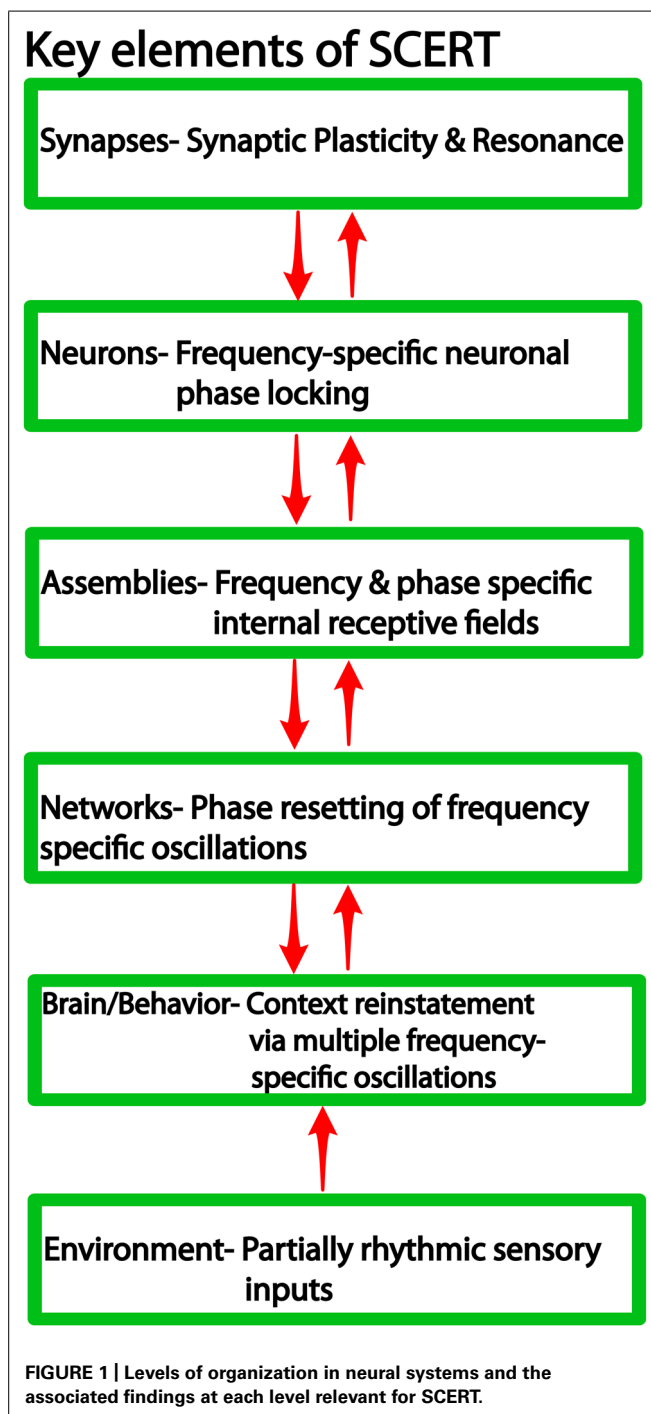 Key elements of SCERT
Synapses- Synaptic Plasticity & Resonance
Neurons- Frequency-specific neuronal
phase locking
Assemblies- Frequency & phase specific
internal receptive fields
Networks- Phase resetting of frequency
specific oscillations
Brain/Behavior- Context reinstatement
via multiple frequency-
specific oscillations
Environment- Partially rhythmic sensory
inputs
FIGURE 1 | Levels of organization in neural systems and the
associated findings at each level relevant for SCERT.